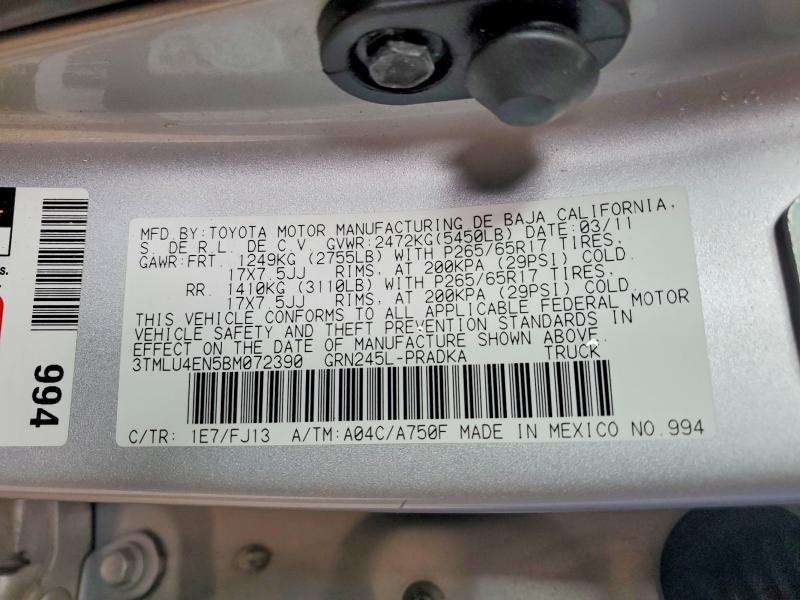 MFD.BY:TOYOTA MOTOR MANUFACTURING DE BAJA CALIFORNIA,
S. DE R.L. DE C.V. GVWR:2472KG(5450LB) DATE:03/11
GAWR:FRT. 1249KG (2755LB) WITH P265/65R17 TIRES,
17X7.5JJ RIMS, AT 200KPA (29PSI) COLD.
RR. 1410KG (3110LB) WITH P265/65R17 TIRES,
17X7.5JJ RIMS, AT 200KPA (29PSI) COLD.
THIS VEHICLE CONFORMS TO ALL APPLICABLE FEDERAL MOTOR
VEHICLE SAFETY AND THEFT PREVENTION STANDARDS IN
EFFECT ON THE DATE OF MANUFACTURE SHOWN ABOVE.
3TMLU4EN5BM072390 GRN245L-PRADKA TRUCK
C/TR: 1E7/FJ13 A/TM:A04C/A750F MADE IN MEXICO NO.994
994